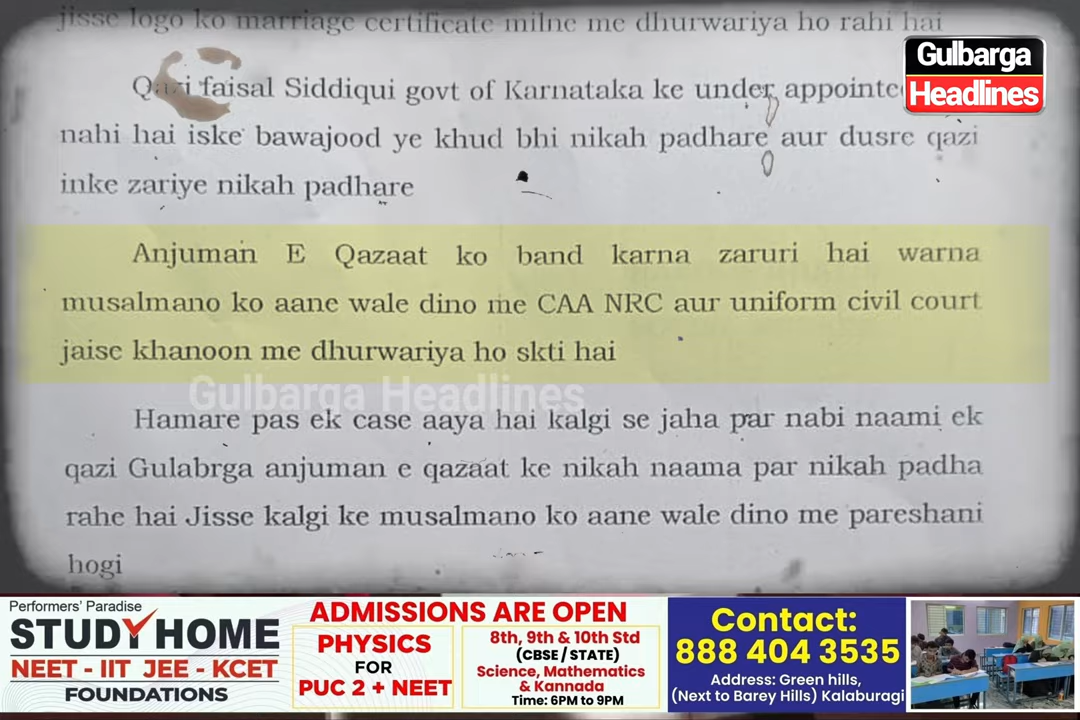 jisse logo ko marriage certificate milne me dhurwariya ho rahi hai
Gulbarga
Headlines
Qazi faisal Siddiqui govt of Karnataka ke under
nahi hai iske bawajood ye khud bhi nikah padhare aur dusre qazi
inke zariye nikah padhare
Anjuman E Qazaat ko band karna zaruri hai warna
musalmano ko aane wale dino me CAA NRC aur uniform civil court
jaise khanoon me dhurwariya ho skti hai
Gulbarga Headlines
Hamare pas ek case aaya hai kalgi se jaha par nabi naami ek
qazi Gulabrga anjuman e qazaat ke nikah naama par nikah padha
rahe hai Jisse kalgi ke musalmano ko aane wale dino me pareshani
hogi
Performers' Paradise
STUDY HOME
NEET - IIT JEE - KCET
FOUNDATIONS
ADMISSIONS ARE OPEN
PHYSICS
FOR
PUC 2 + NEET
8th, 9th & 10th Std
(CBSE / STATE)
Science, Mathematics
& Kannada
Time: 6PM to 9PM
Contact:
888 404 3535
Address: Green hills,
(Next to Barey Hills) Kalaburagi